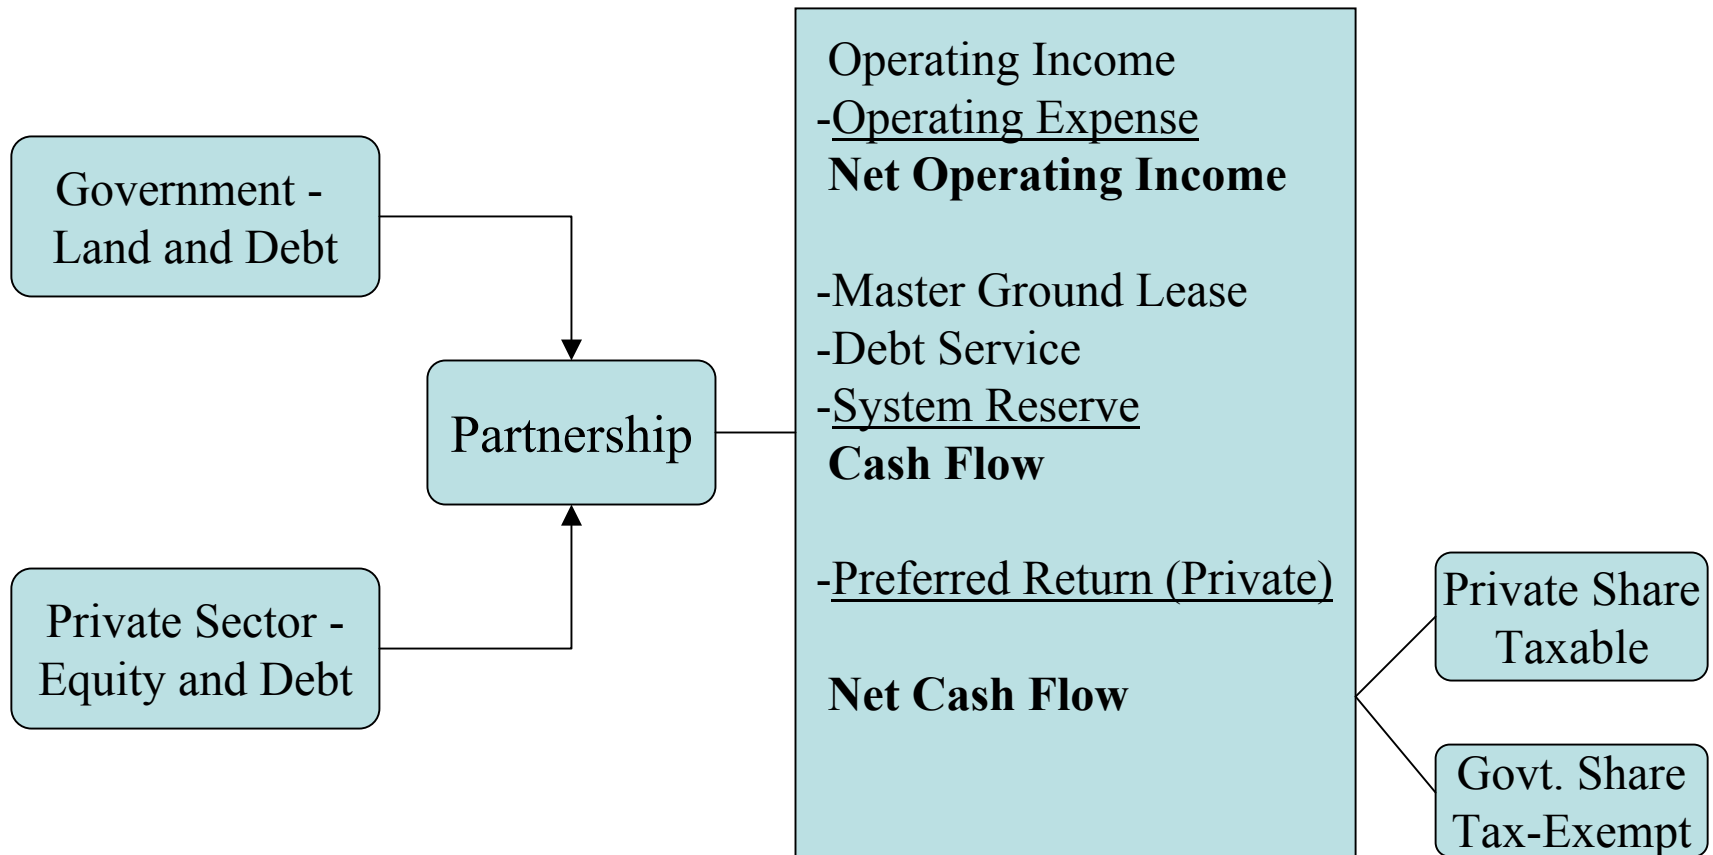 Government -
Land and Debt
Private Sector -
Equity and Debt
Partnership
Operating Income
-Operating Expense
Net Operating Income
-Master Ground Lease
-Debt Service
-System Reserve
Cash Flow
-Preferred Return (Private)
Net Cash Flow
Private Share
Taxable
Govt. Share
Tax-Exempt